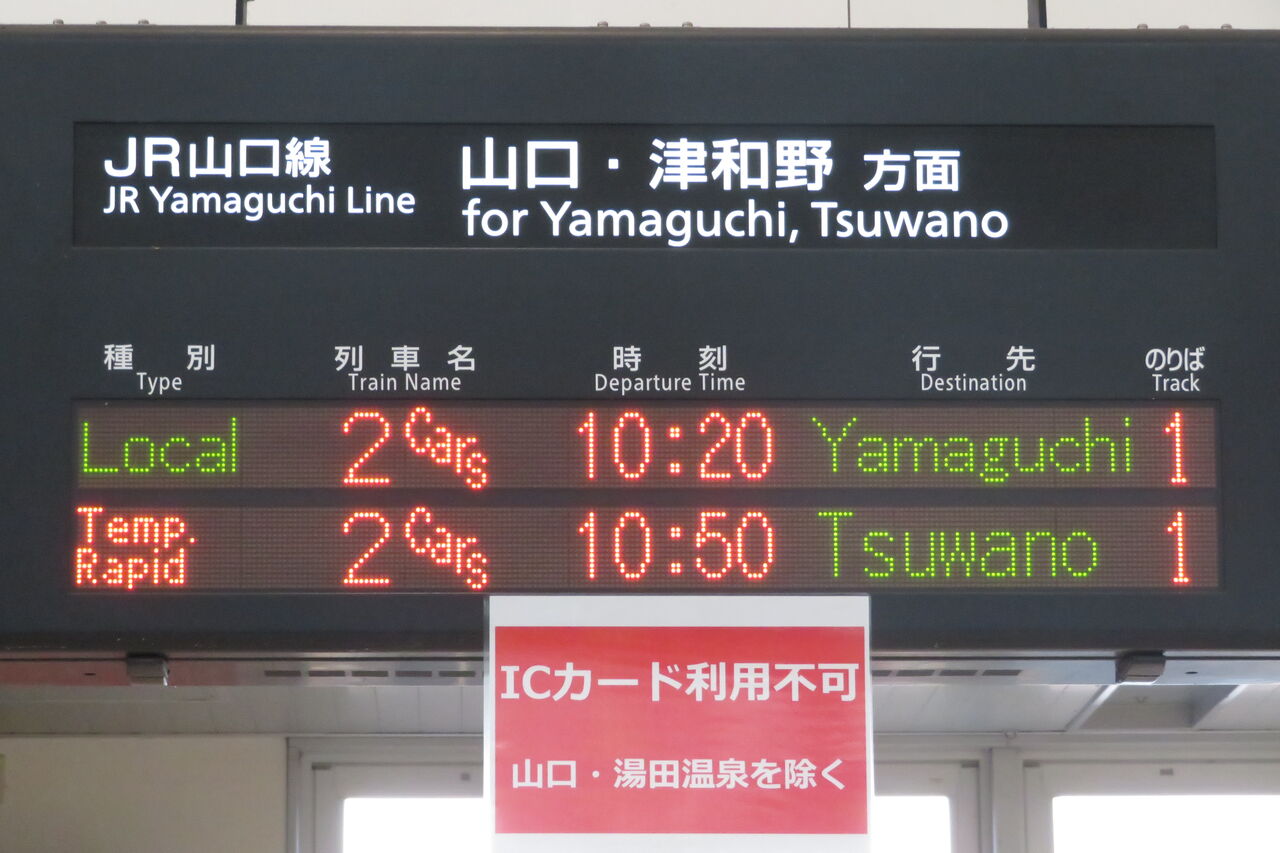 JR山口線
JR Yamaguchi Line
山口・津和野 方面
for Yamaguchi, Tsuwano
種別 列車名 時刻 行先 のりば
Type Train Name Departure Time Destination Track
Local 2 Cars 10:20 Yamaguchi 1
Temp. Rapid 2 Cars 10:50 Tsuwano 1
ICカード利用不可
山口・湯田温泉を除く